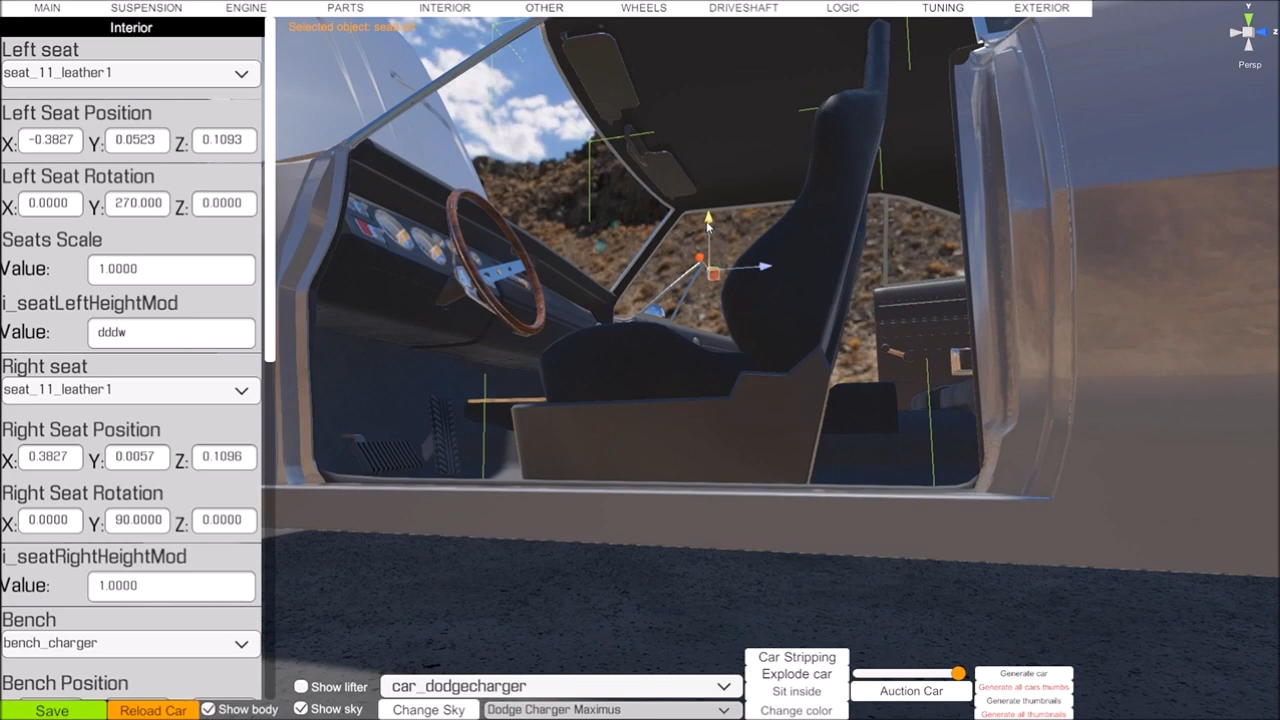 MAIN SUSPENSION ENGINE PARTS INTERIOR OTHER WHEELS DRIVESHAFT LOGIC TUNING EXTERIOR
Interior
Selected object:
Left seat
seat_11_leather1
Left Seat Position
X: -0.3827 Y: 0.0523 Z: 0.1093
Left Seat Rotation
X: 0.0000 Y: 270.000 Z: 0.0000
Seats Scale
Value: 1.0000
i_seatLeftHeightMod
Value: dddw
Right seat
seat_11_leather1
Right Seat Position
X: 0.3827 Y: 0.0057 Z: 0.1096
Right Seat Rotation
X: 0.0000 Y: 90.0000 Z: 0.0000
i_seatRightHeightMod
Value: 1.0000
Bench
bench_charger
Bench Position
Y
z
Persp
Save Reload Car Show body Show lifter Show sky
car_dodgecharger
Change Sky Dodge Charger Maximus
Car Stripping
Explode car
Sit inside
Change color
Auction Car
Generate car
Generate all cars thumbs
Generate thumbnails
Generate all thumbnails